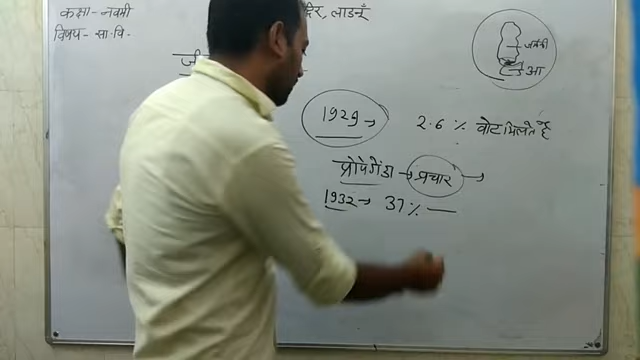 कक्षा- नवमी
दिर, लाडनूँ
विषय- सा. वि.
जर्मनी
आ
1929 → 2.6 % वोट मिलते है
प्रोपेगेंडा → प्रचार →
1932 → 37 % —